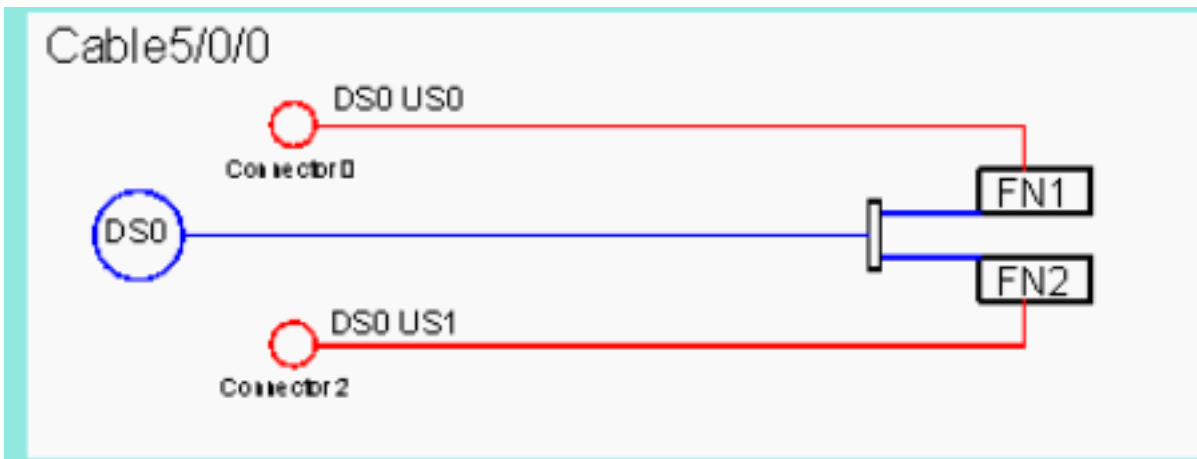 Cable5/0/0
DS0 US0
Connector 0
FN1
DS0
FN2
DS0 US1
Connector 2